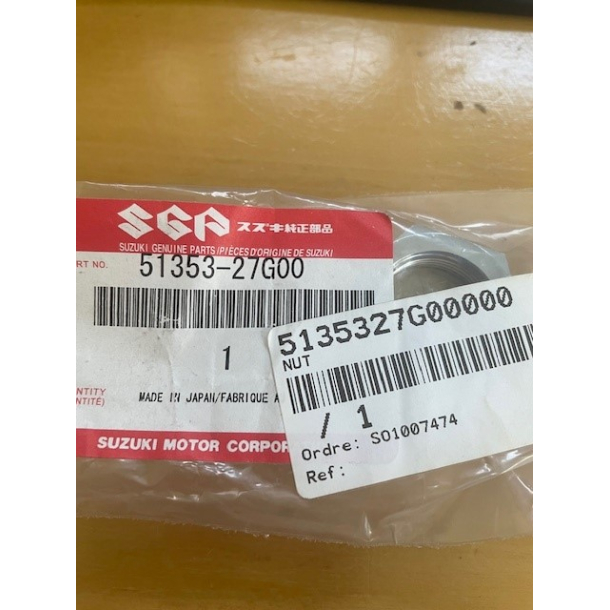 SGP スズキ純正部品
SUZUKI GENUINE PARTS/PIÈCES D'ORIGINE DE SUZUKI
RT NO. 51353-27G00
1
NTITY
NTITÉ)
MADE IN JAPAN/FABRIQUÉ A
SUZUKI MOTOR CORPOR
5135327G00000
NUT
/ 1
Ordre: SO1007474
Ref: